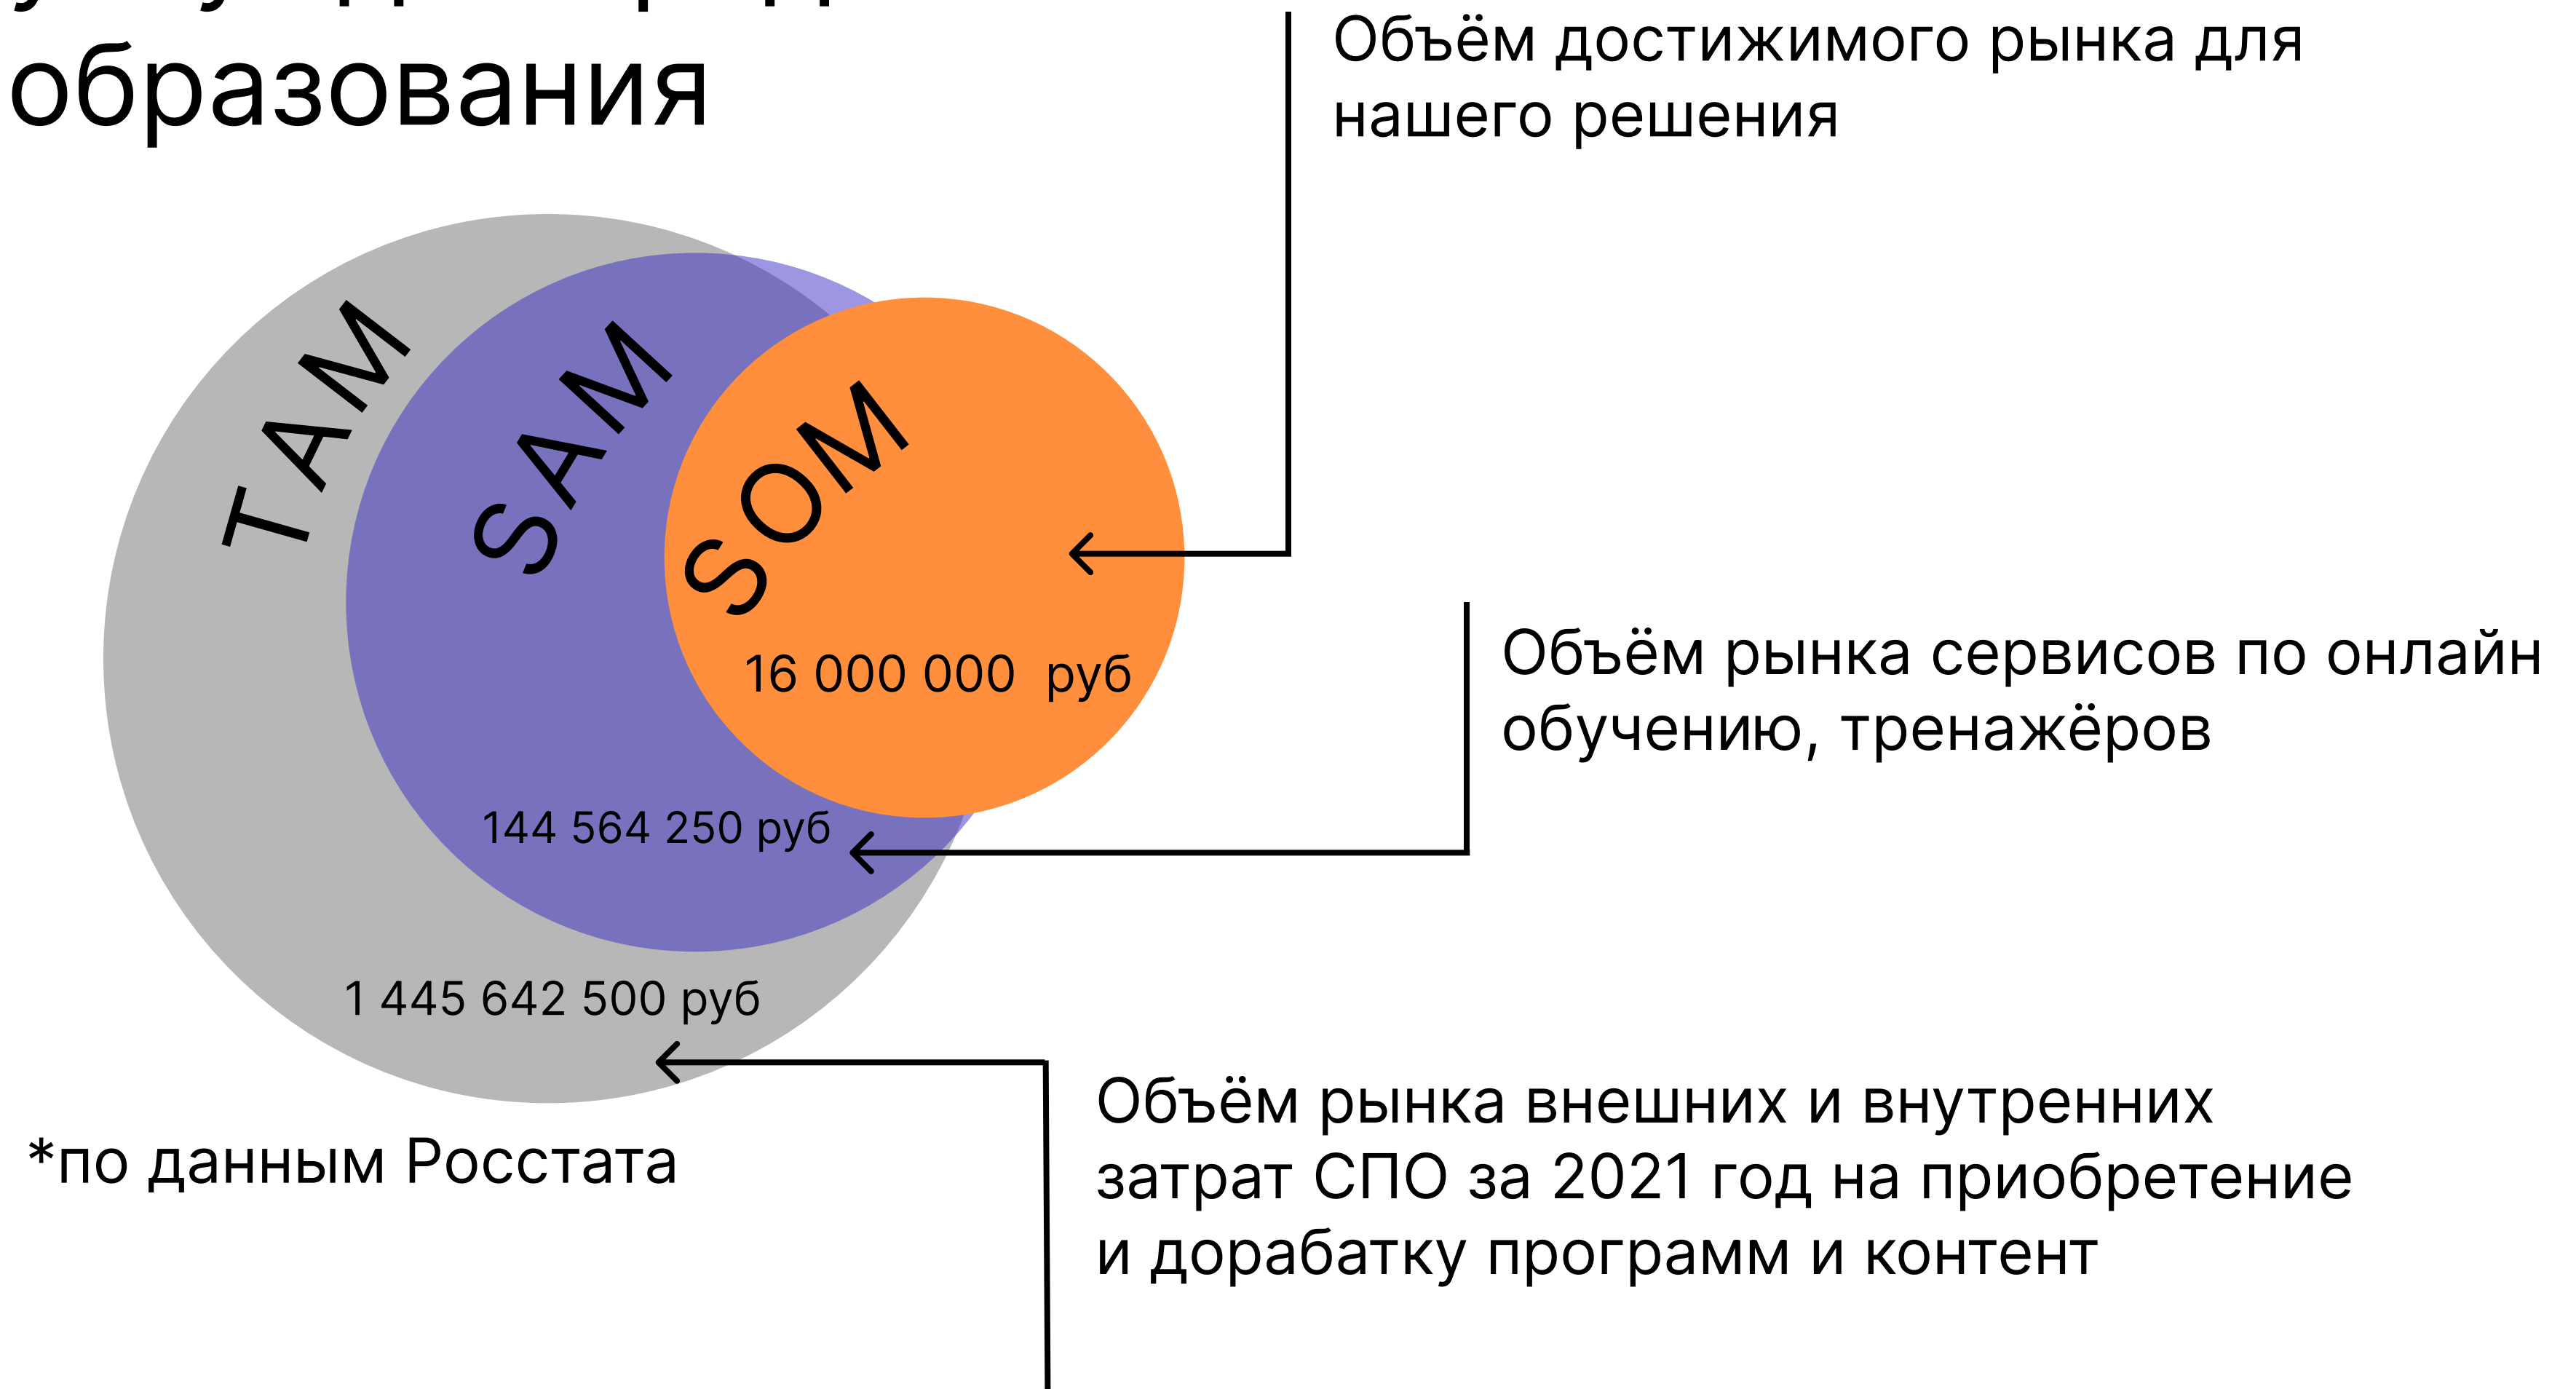 образования
Объём достижимого рынка для
нашего решения
TAM
SAM
SOM
16 000 000 руб
Объём рынка сервисов по онлайн
обучению, тренажёров
144 564 250 руб
1 445 642 500 руб
Объём рынка внешних и внутренних
затрат СПО за 2021 год на приобретение
и дорабатку программ и контент
*по данным Росстата